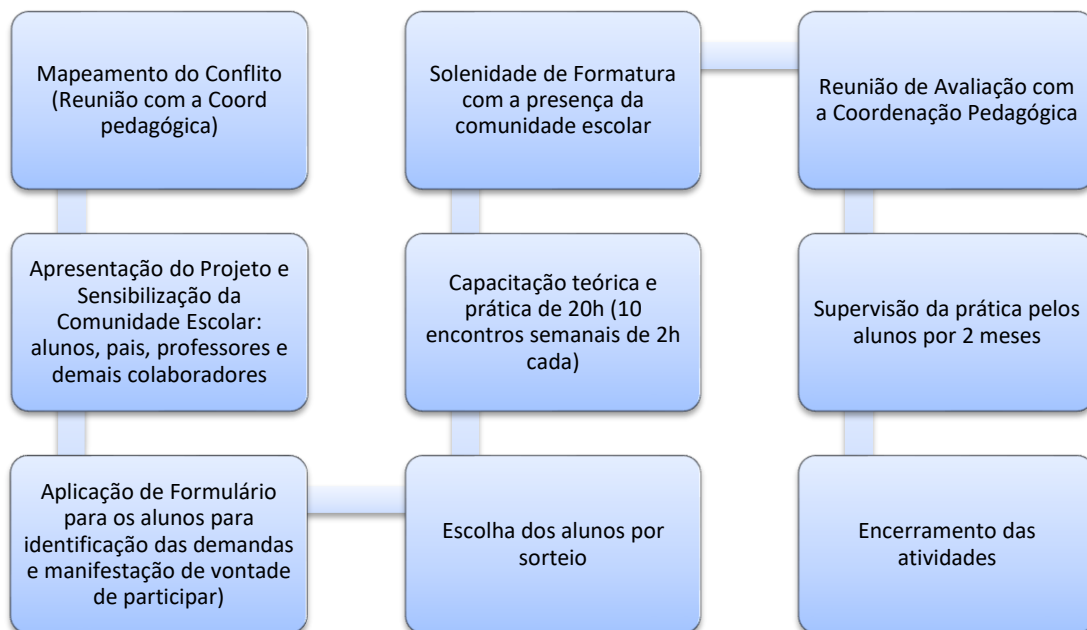 Mapeamento do Conflito
(Reunião com a Coord
pedagógica)
Apresentação do Projeto e
Sensibilização da
Comunidade Escolar:
alunos, pais, professores e
demais colaboradores
Aplicação de Formulário
para os alunos para
identificação das demandas
e manifestação de vontade
de participar)
Escolha dos alunos por
sorteio
Capacitação teórica e
prática de 20h (10
encontros semanais de 2h
cada)
Solenidade de Formatura
com a presença da
comunidade escolar
Reunião de Avaliação com
a Coordenação Pedagógica
Supervisão da prática pelos
alunos por 2 meses
Encerramento das
atividades